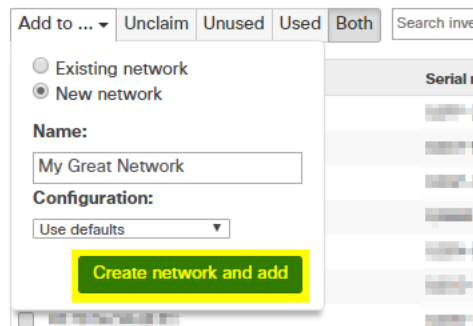 Add to ... Unclaim Unused Used Both Search inve
Existing network
New network
Serial
Name:
My Great Network
Configuration:
Use defaults
Create network and add